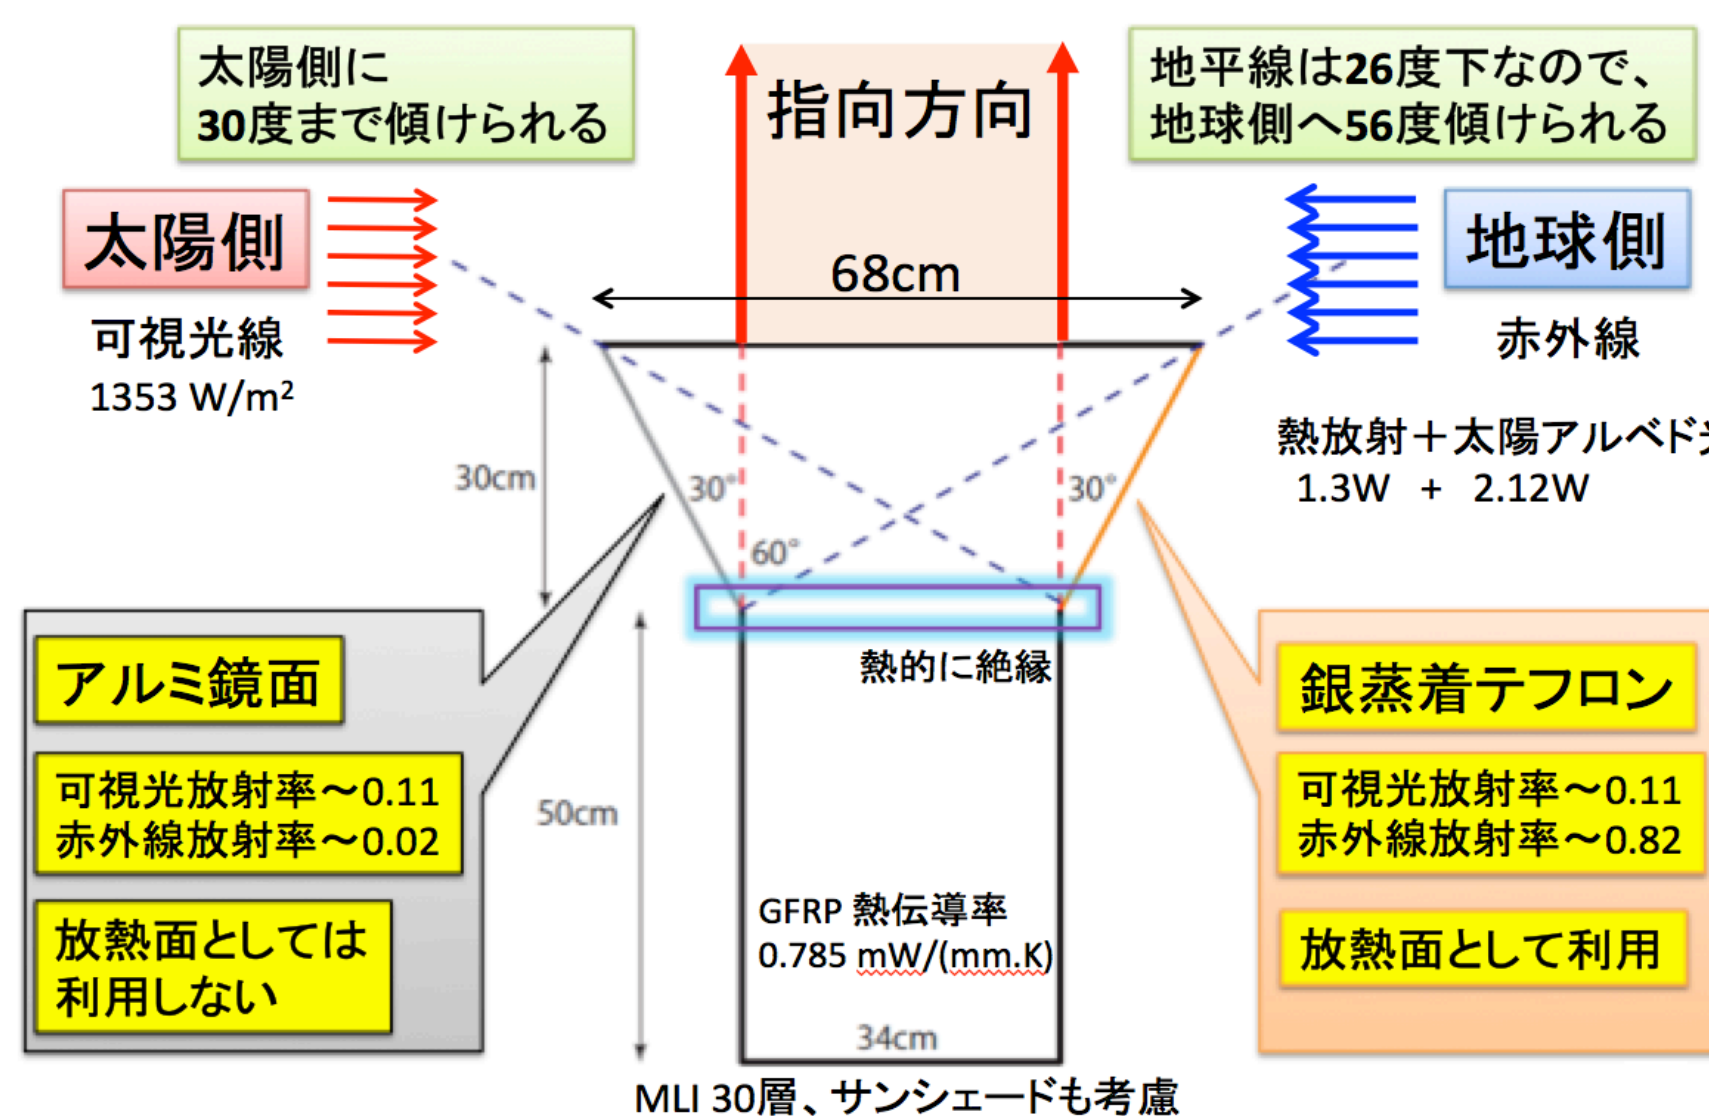 太陽側に
30度まで傾けられる
指向方向
地平線は26度下なので、
地球側へ56度傾けられる
太陽側
地球側
68cm
可視光線
1353 W/m²
赤外線
熱放射＋太陽アルベド
1.3W + 2.12W
30cm
30°
30°
60°
熱的に絶縁
アルミ鏡面
可視光放射率～0.11
赤外線放射率～0.02
放熱面としては
利用しない
50cm
銀蒸着テフロン
可視光放射率～0.11
赤外線放射率～0.82
放熱面として利用
GFRP 熱伝導率
0.785 mW/(mm.K)
34cm
MLI 30層、サンシェードも考慮